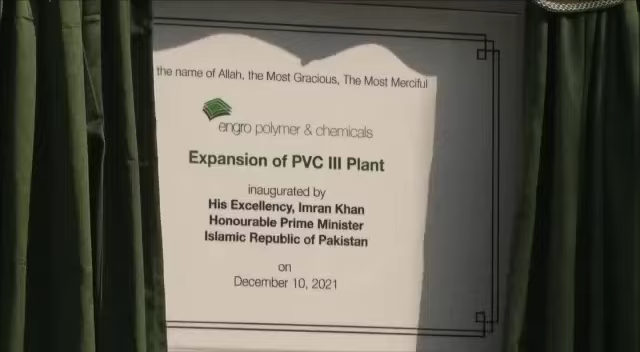 the name of Allah, the Most Gracious, The Most Merciful
engro polymer & chemicals
Expansion of PVC III Plant
inaugurated by
His Excellency, Imran Khan
Honourable Prime Minister
Islamic Republic of Pakistan
on
December 10, 2021